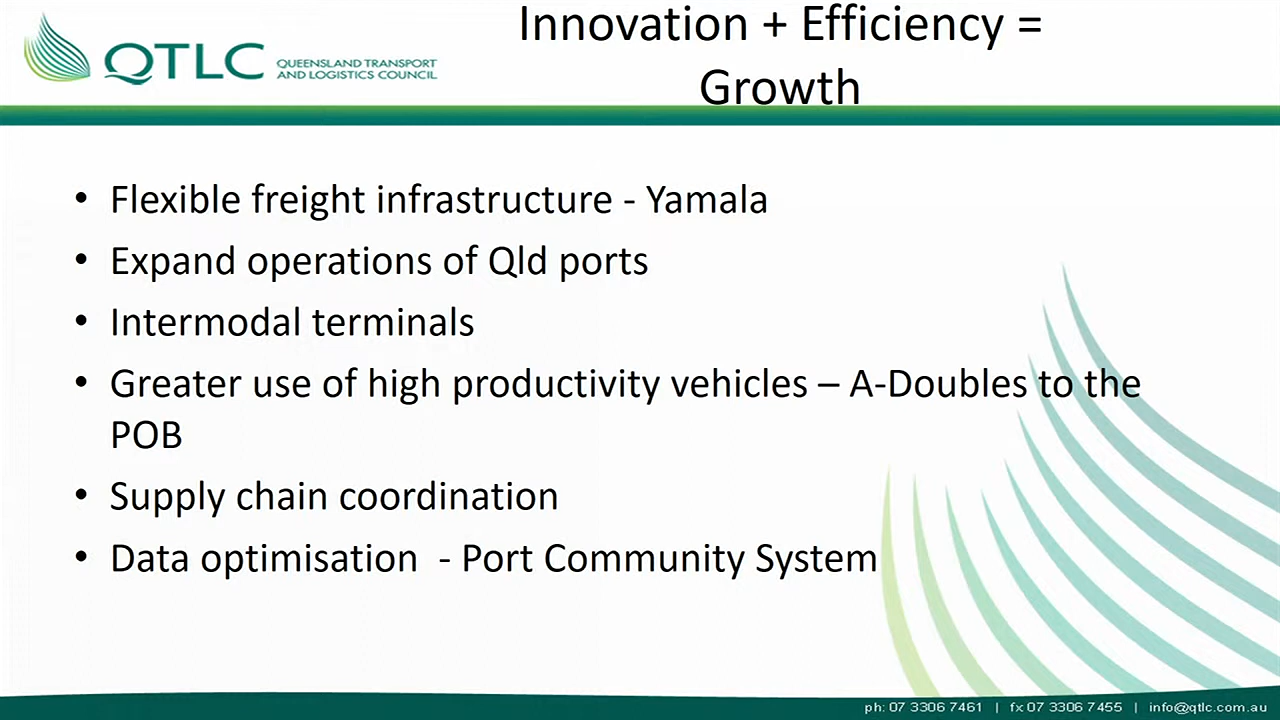 QTLC
QUEENSLAND TRANSPORT
AND LOGISTICS COUNCIL
Innovation + Efficiency =
Growth
• Flexible freight infrastructure - Yamala
• Expand operations of Qld ports
• Intermodal terminals
• Greater use of high productivity vehicles – A-Doubles to the
POB
• Supply chain coordination
• Data optimisation  - Port Community System
ph: 07 3306 7461 | fx 07 3306 7455 | info@qtlc.com.au